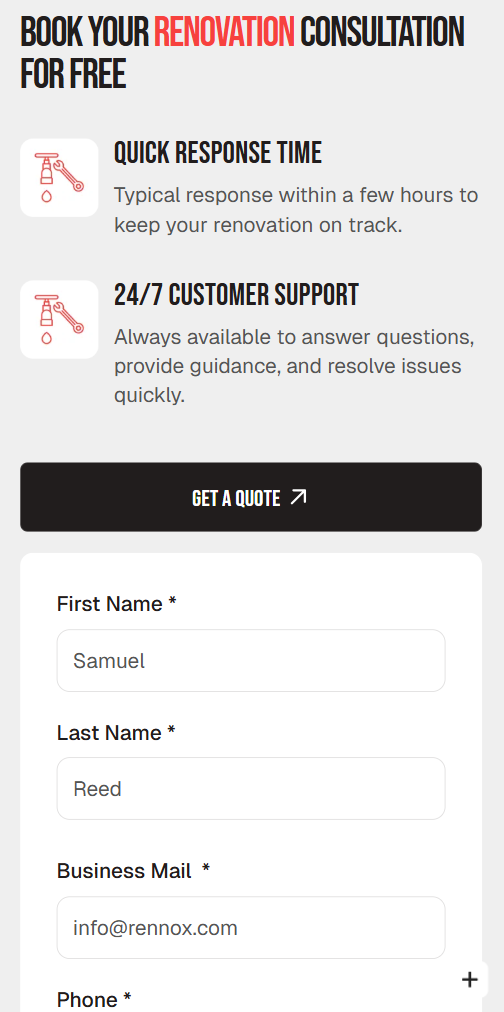 BOOK YOUR RENOVATION CONSULTATION
FOR FREE
QUICK RESPONSE TIME
Typical response within a few hours to
keep your renovation on track.
24/7 CUSTOMER SUPPORT
Always available to answer questions,
provide guidance, and resolve issues
quickly.
GET A QUOTE
First Name *
Samuel
Last Name *
Reed
Business Mail *
info@rennox.com
Phone *